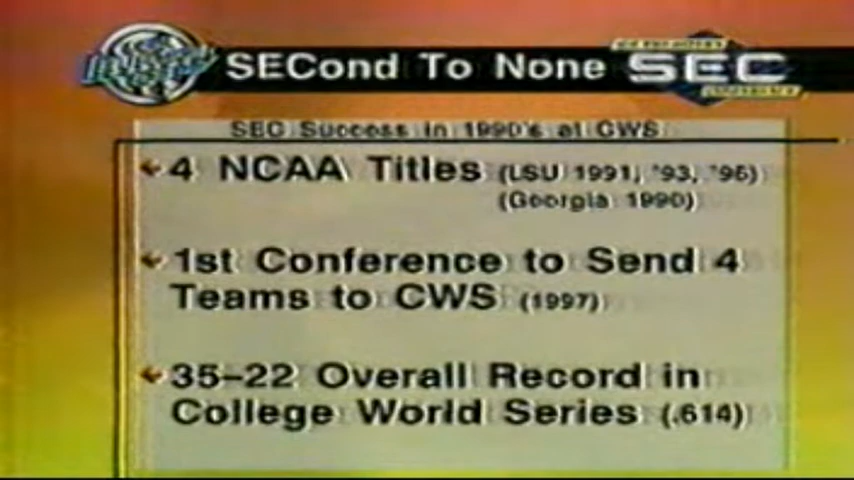 SECond To None
SEC
SEC Success in 1990's at CWS
4 NCAA Titles (LSU 1991, '93, '96)
(Georgia 1990)
1st Conference to Send 4
Teams to CWS (1997)
35-22 Overall Record in
College World Series (.614)